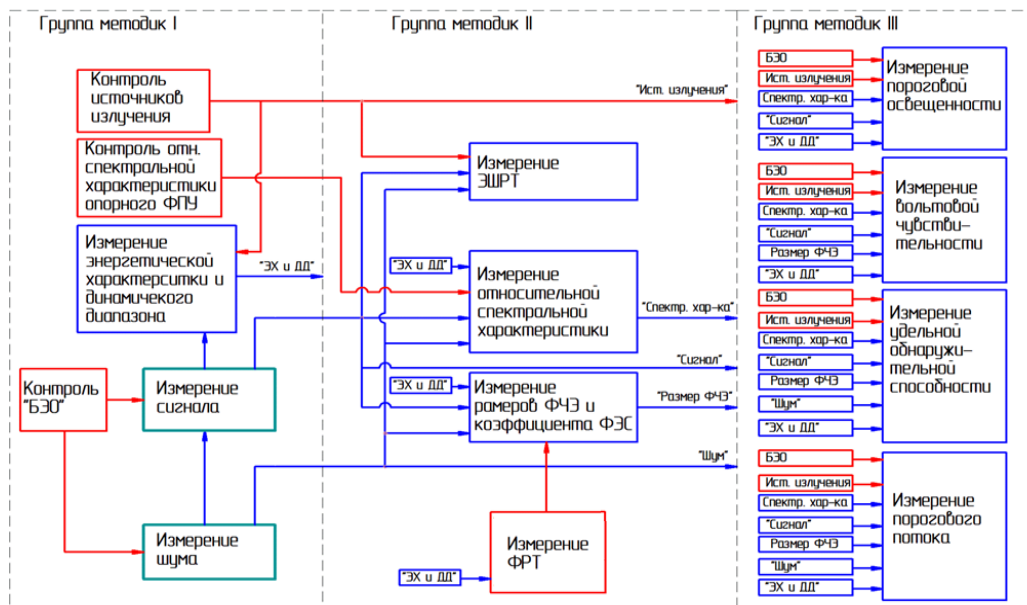 Группа методик I
Контроль
источников
излучения
Контроль отн.
спектральной
характеристики
опорного ФПУ
Измерение
энергетической
характерситки и
динамичекого
диапазона
"ЭХ и ДД"
Контроль
"БЭО"
Измерение
сигнала
Измерение
шума
Группа методик II
"Ист. излучения"
Измерение
ЭШРТ
"ЭХ и ДД"
Измерение
относительной
спектральной
характеристики
"Спектр. хар-ка"
"Сигнал"
"ЭХ и ДД"
Измерение
рамеров ФЧЭ и
коэффициента ФЭС
"Размер ФЧЭ"
"Шум"
Измерение
ФРТ
"ЭХ и ДД"
Группа методик III
БЭО
Ист. излучения
Спектр. хар-ка
"Сигнал"
"ЭХ и ДД"
Измерение
пороговой
освещенности
БЭО
Ист. излучения
Спектр. хар-ка
"Сигнал"
Размер ФЧЭ
"ЭХ и ДД"
Измерение
вольтовой
чувстви-
тельности
БЭО
Ист. излучения
Спектр. хар-ка
"Сигнал"
Размер ФЧЭ
"Шум"
"ЭХ и ДД"
Измерение
удельной
обнаружи-
тельной
способности
БЭО
Ист. излучения
Спектр. хар-ка
"Сигнал"
Размер ФЧЭ
"Шум"
"ЭХ и ДД"
Измерение
порогового
потока